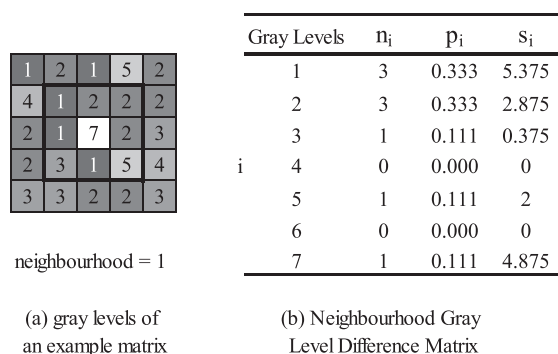 1 2 1 5 2
4 1 2 2 2
2 1 7 2 3
2 3 1 5 4
3 3 2 2 3
neighbourhood = 1
(a) gray levels of
an example matrix
Gray Levels nᵢ pᵢ sᵢ
1 3 0.333 5.375
2 3 0.333 2.875
3 1 0.111 0.375
i 4 0 0.000 0
5 1 0.111 2
6 0 0.000 0
7 1 0.111 4.875
(b) Neighbourhood Gray
Level Difference Matrix